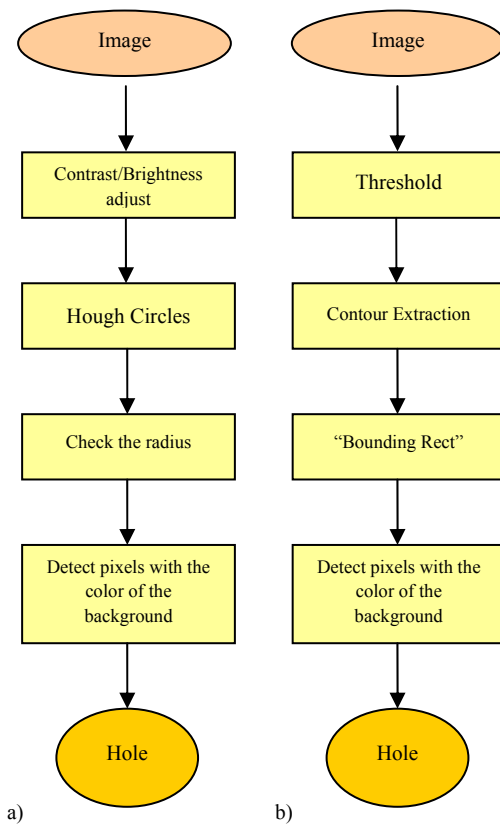 Image
Contrast/Brightness
adjust
Hough Circles
Check the radius
Detect pixels with the
color of the
background
Hole
a)
Image
Threshold
Contour Extraction
“Bounding Rect”
Detect pixels with the
color of the
background
Hole
b)